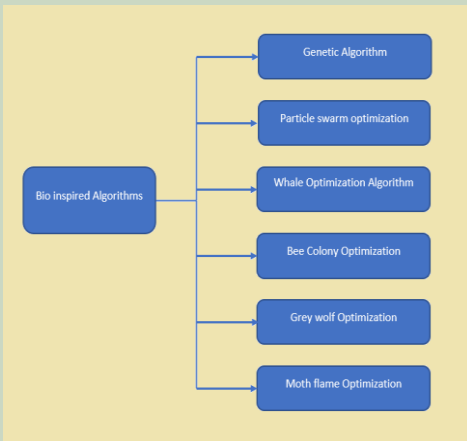 Genetic Algorithm
Particle swarm optimization
Whale Optimization Algorithm
Bio inspired Algorithms
Bee Colony Optimization
Grey wolf Optimization
Moth flame Optimization